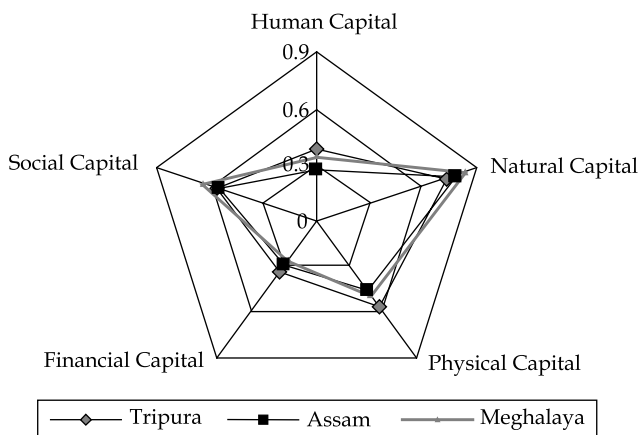 Human Capital
0.9
0.6
Social Capital
0.3
Natural Capital
0
Financial Capital
Physical Capital
Tripura Assam Meghalaya